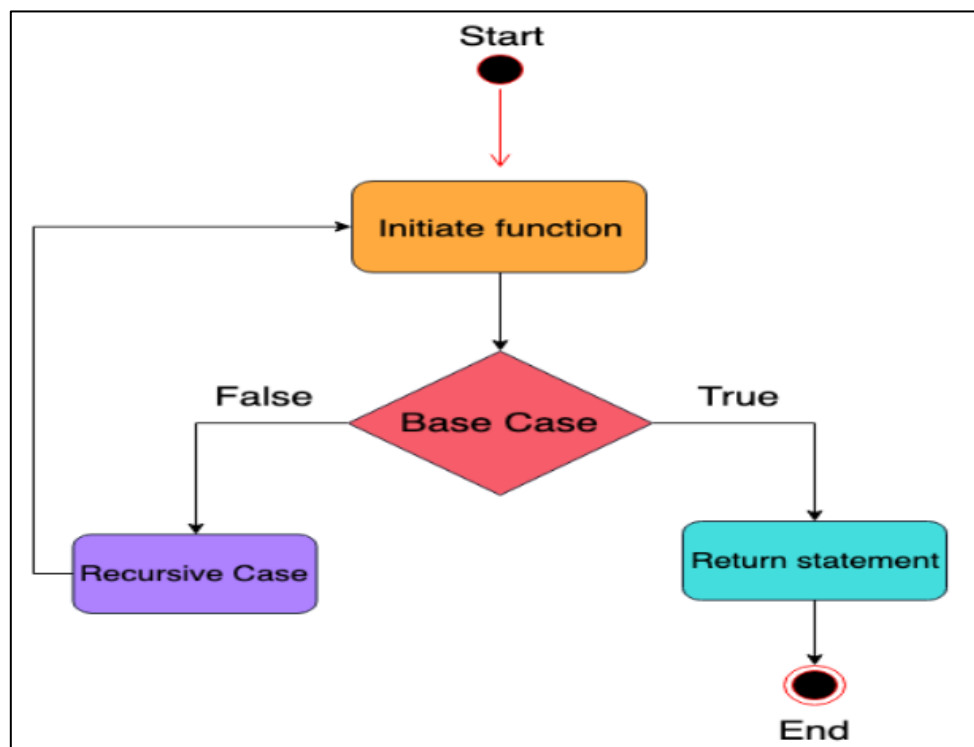 Start
Initiate function
False
True
Base Case
Recursive Case
Return statement
End